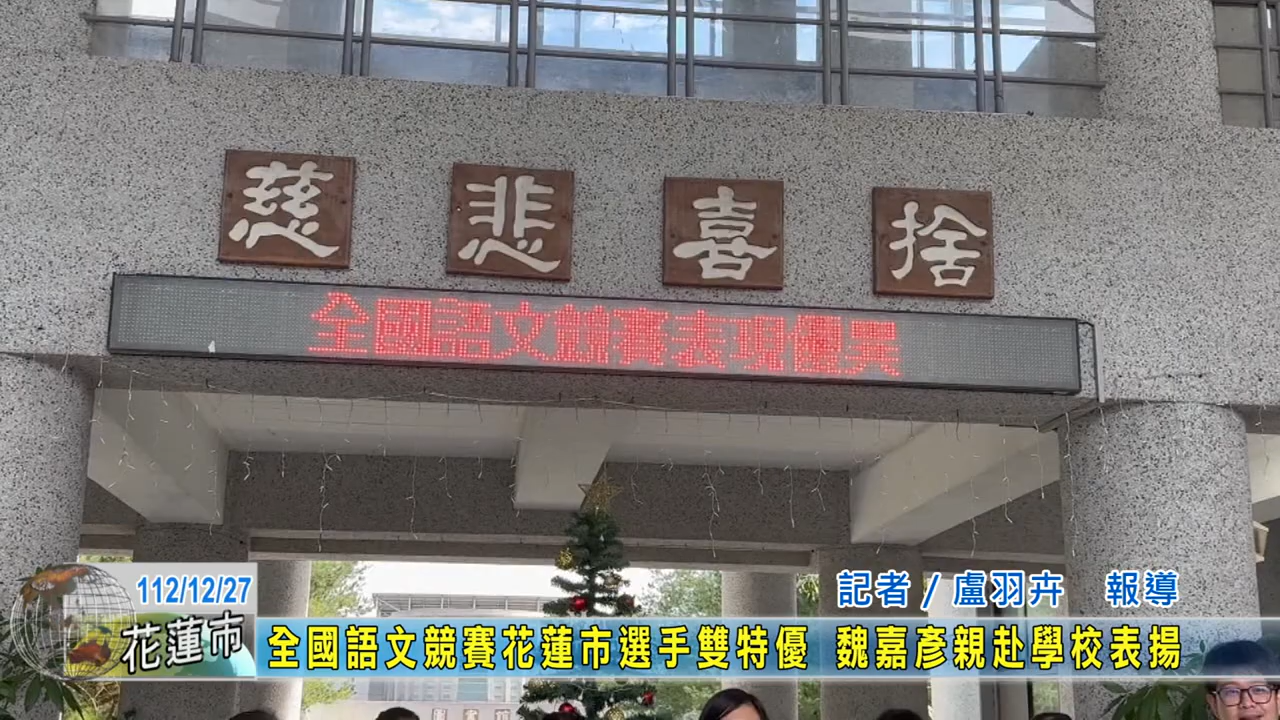 慈悲喜捨
全國語文競賽表現優異
112/12/27
記者/盧羽卉 報導
花蓮市
全國語文競賽花蓮市選手雙特優 魏嘉彥親赴學校表揚